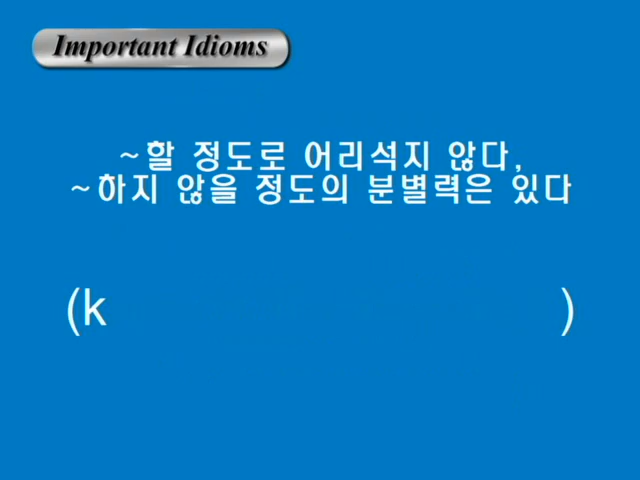 Important Idioms
~할 정도로 어리석지 않다,
~하지 않을 정도의 분별력은 있다
(k )